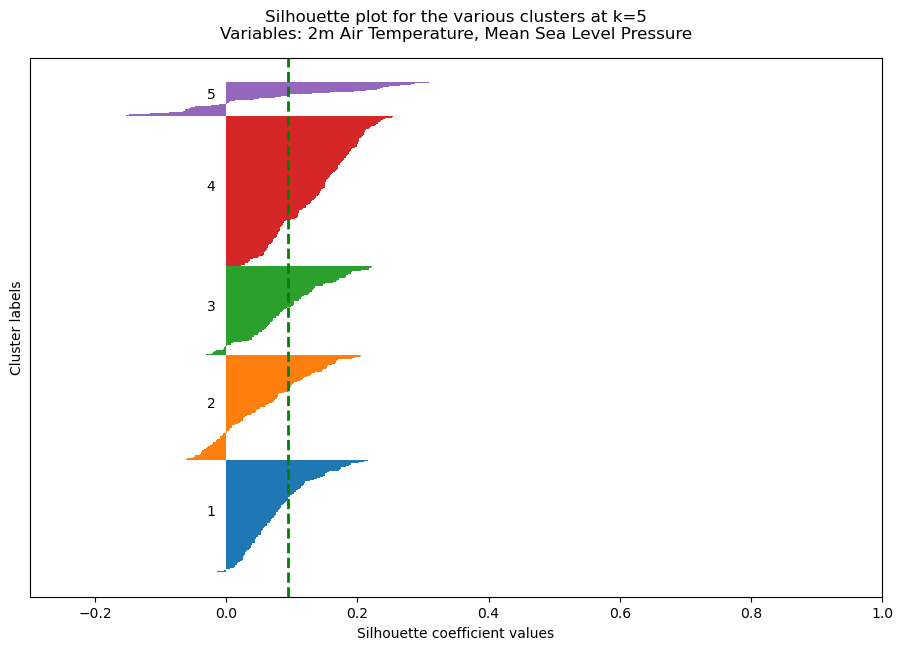 Silhouette plot for the various clusters at k=5
Variables: 2m Air Temperature, Mean Sea Level Pressure
Cluster labels
5
4
3
2
1
−0.2 0.0 0.2 0.4 0.6 0.8 1.0
Silhouette coefficient values